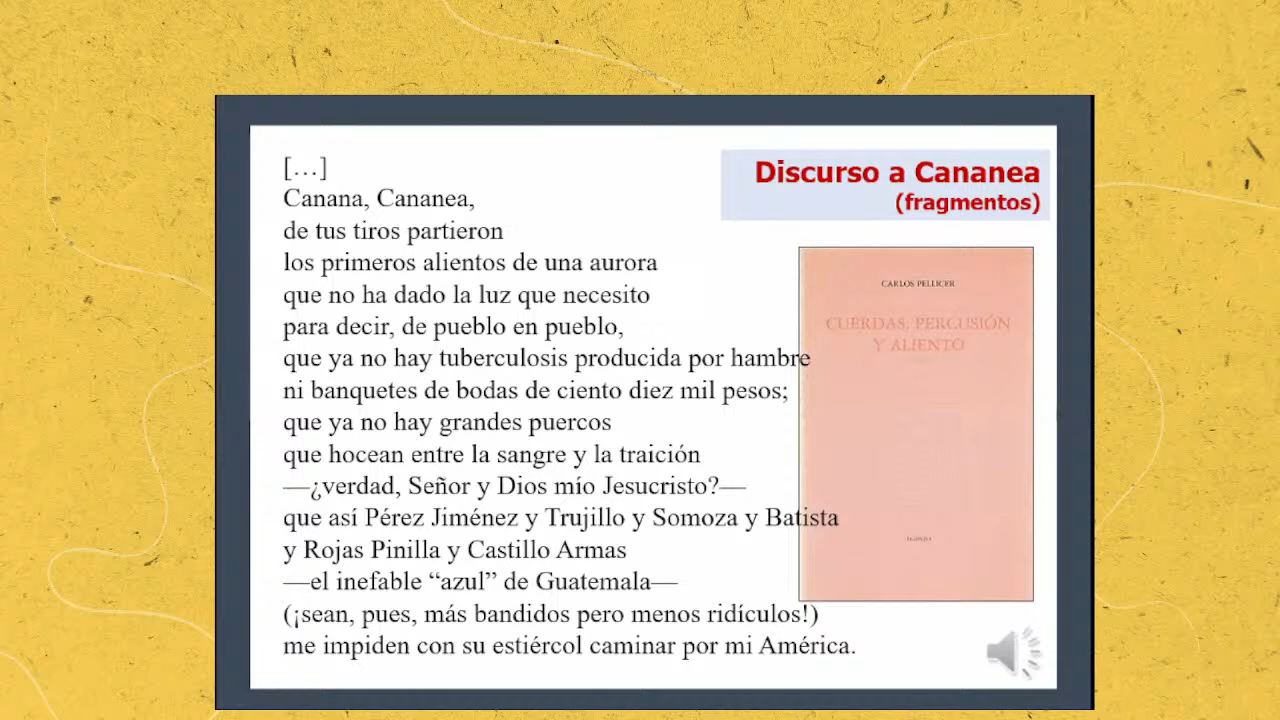 […]
Canana, Cananea,
de tus tiros partieron
los primeros alientos de una aurora
que no ha dado la luz que necesito
para decir, de pueblo en pueblo,
que ya no hay tuberculosis producida por hambre
ni banquetes de bodas de ciento diez mil pesos;
que ya no hay grandes puercos
que hocean entre la sangre y la traición
—¿verdad, Señor y Dios mío Jesucristo?—
que así Pérez Jiménez y Trujillo y Somoza y Batista
y Rojas Pinilla y Castillo Armas
—el inefable “azul” de Guatemala—
(¡sean, pues, más bandidos pero menos ridículos!)
me impiden con su estiércol caminar por mi América.
Discurso a Cananea
(fragmentos)
CARLOS PELLICER
CUERDAS, PERCUSIÓN
Y ALIENTO